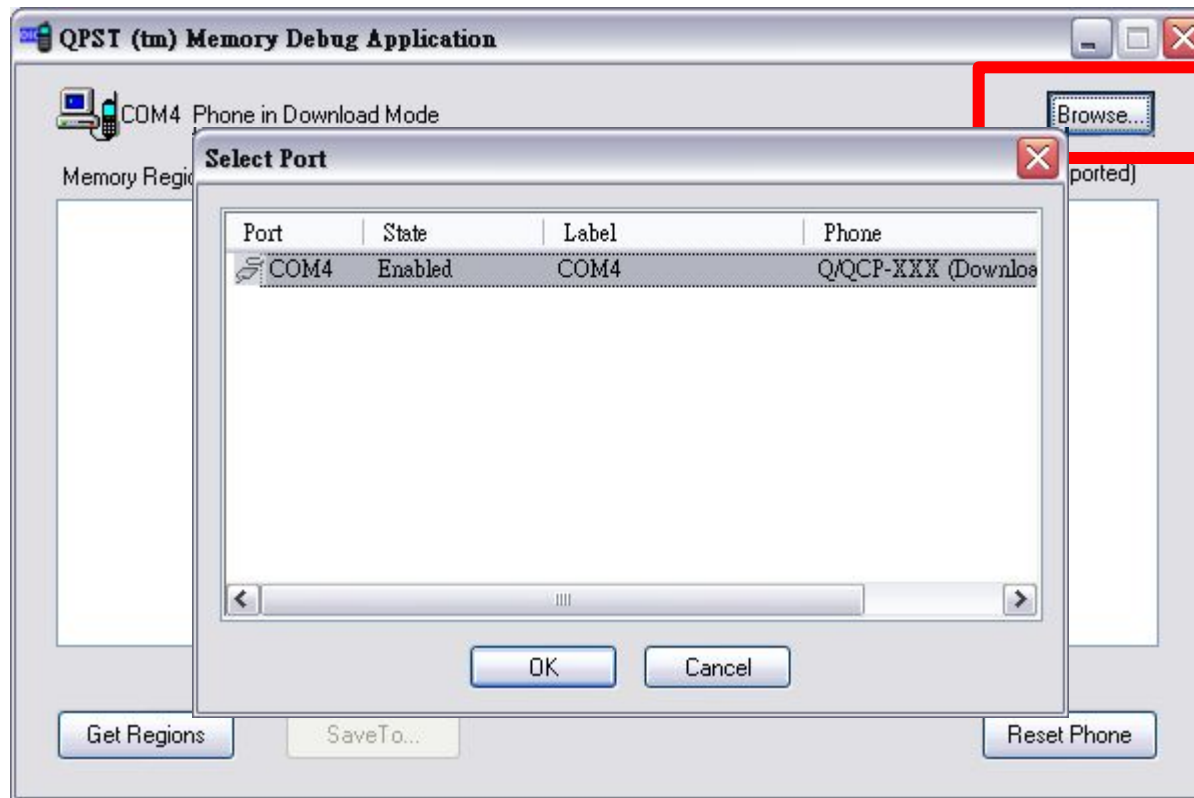 QPST (tm) Memory Debug Application
COM4 Phone in Download Mode
Browse...
Memory
ported)
Select Port
Port State Label Phone
COM4 Enabled COM4 Q/QCP-XXX (Downloa
OK Cancel
Get Regions SaveTo... Reset Phone